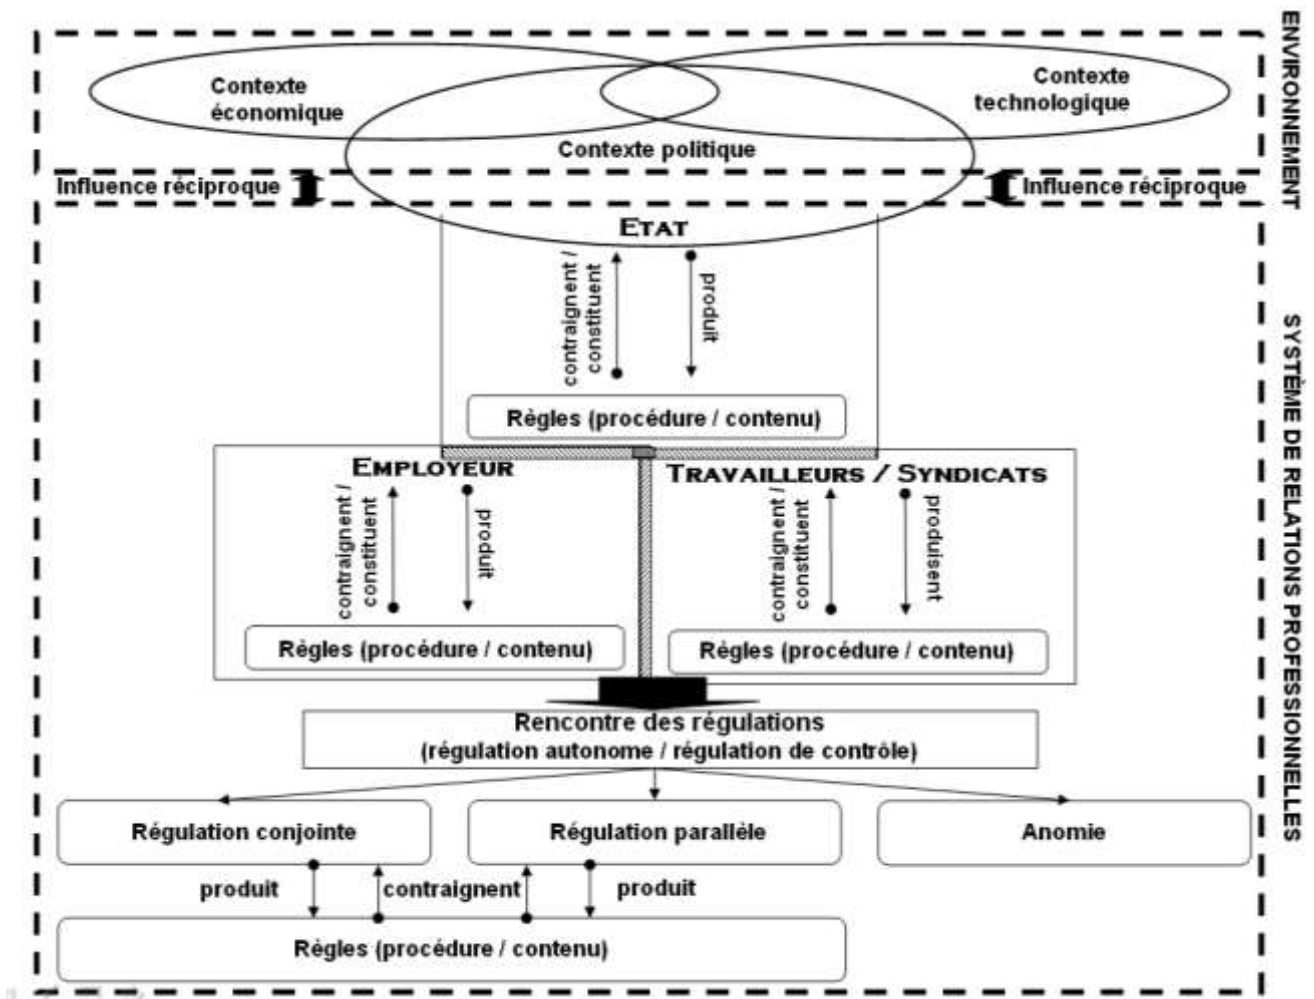 ENVIRONNEMENT
Contexte
économique
Contexte
technologique
Contexte politique
Influence réciproque
Influence réciproque
SYSTÈME DE RELATIONS PROFESSIONNELLES
ETAT
contraignent /
constituent
produit
Règles (procédure / contenu)
EMPLOYEUR
contraignent /
constituent
produit
Règles (procédure / contenu)
TRAVAILLEURS / SYNDICATS
contraignent /
constituent
produisent
Règles (procédure / contenu)
Rencontre des régulations
(régulation autonome / régulation de contrôle)
Régulation conjointe
Régulation parallèle
Anomie
produit
contraignent
produit
Règles (procédure / contenu)